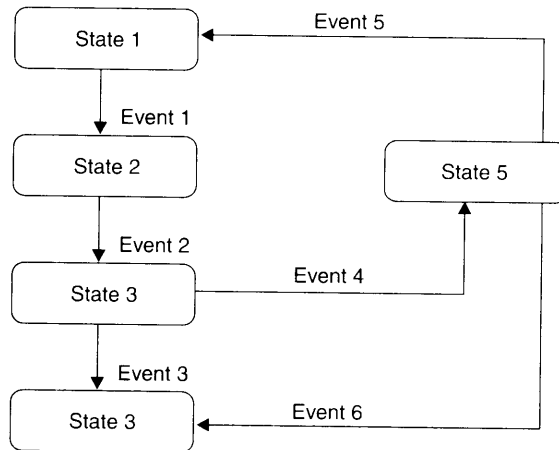 State 1
Event 5
Event 1
State 2
State 5
Event 2
State 3
Event 4
Event 3
State 3
Event 6